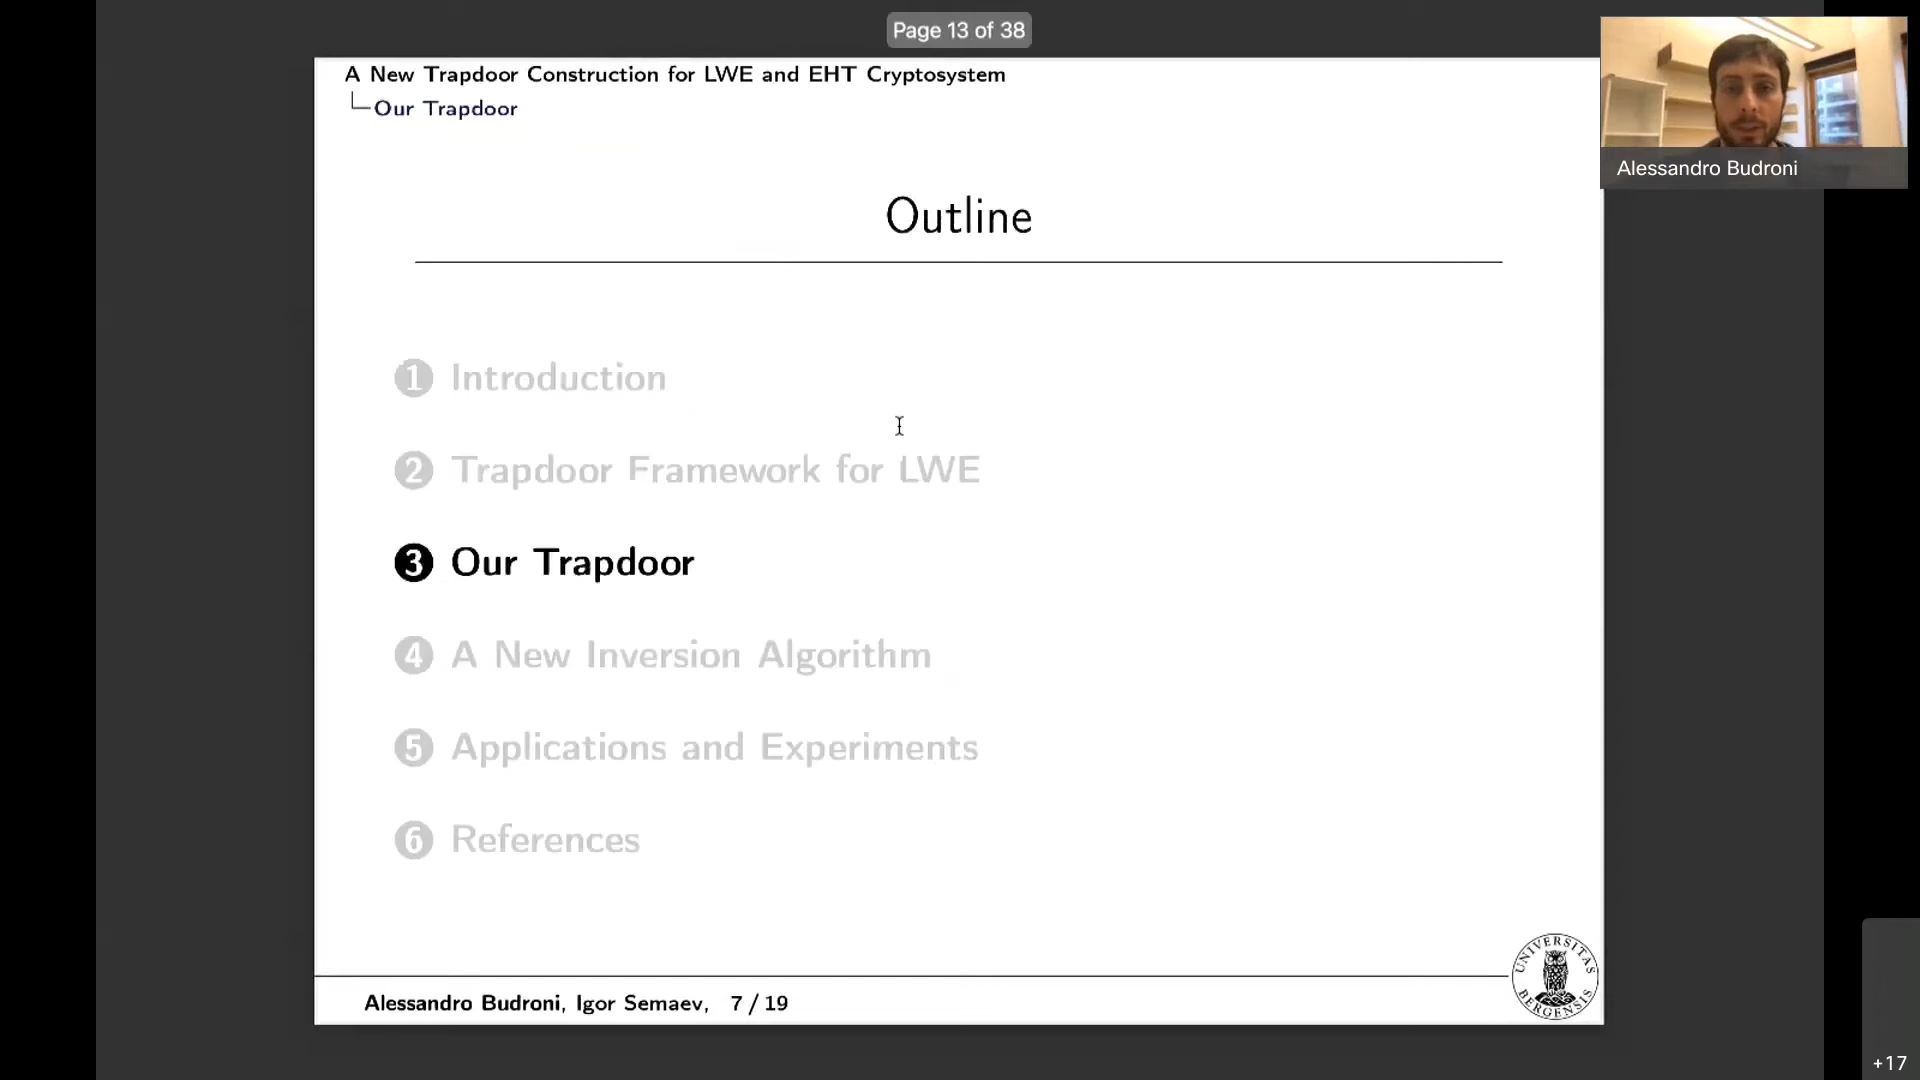 Page 13 of 38
A New Trapdoor Construction for LWE and EHT Cryptosystem
Our Trapdoor
Alessandro Budroni
Outline
1 Introduction
2 Trapdoor Framework for LWE
3 Our Trapdoor
4 A New Inversion Algorithm
5 Applications and Experiments
6 References
UNIVERSITAS BERGENSIS
Alessandro Budroni, Igor Semaev, 7 / 19
+17